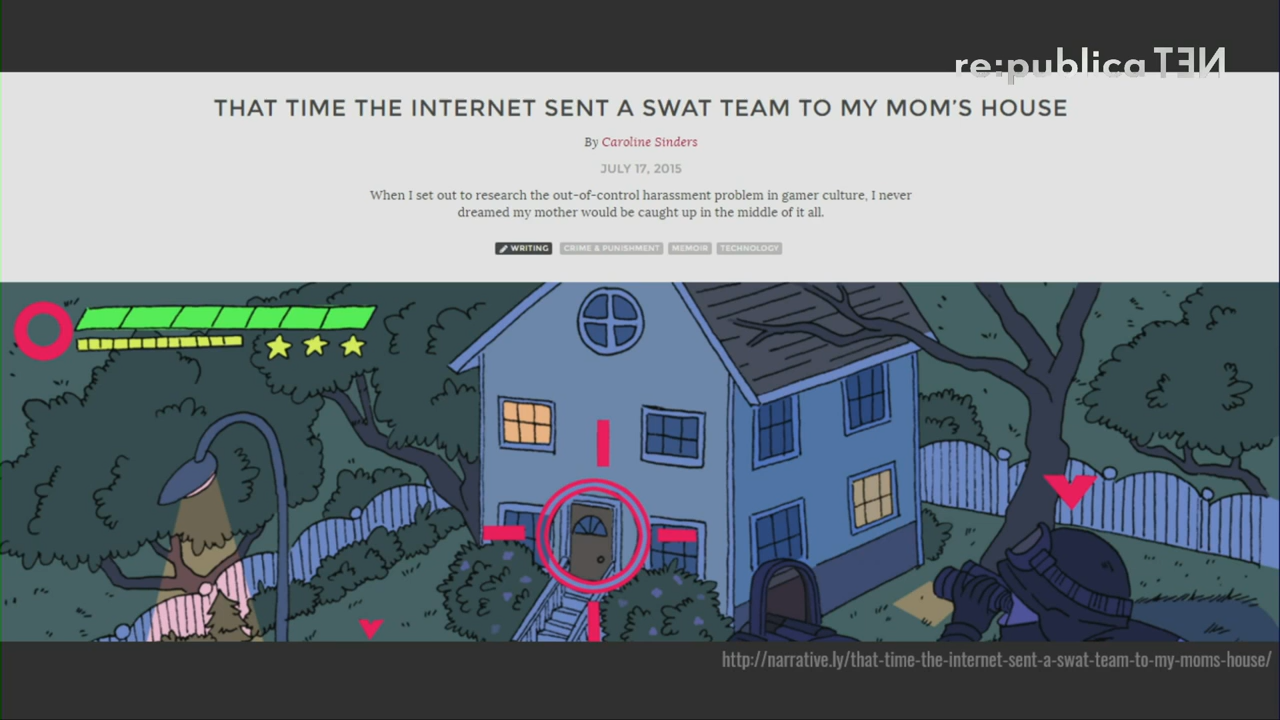 re:publica TEN
THAT TIME THE INTERNET SENT A SWAT TEAM TO MY MOM'S HOUSE
By Caroline Sinders
JULY 17, 2015
When I set out to research the out-of-control harassment problem in gamer culture, I never
dreamed my mother would be caught up in the middle of it all.
WRITING CRIME & PUNISHMENT MEMOIR TECHNOLOGY
http://narrative.ly/that-time-the-internet-sent-a-swat-team-to-my-moms-house/